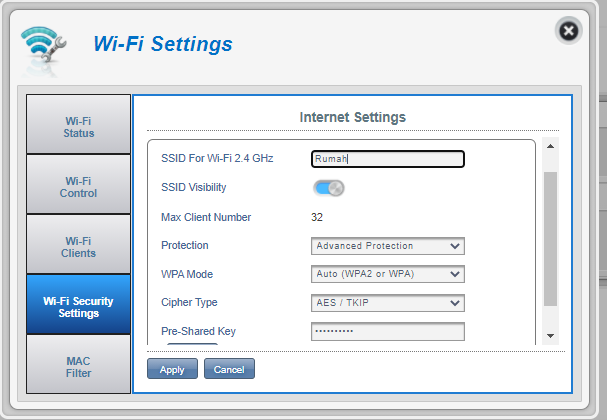 Wi-Fi Settings
Wi-Fi
Status
Wi-Fi
Control
Wi-Fi
Clients
Wi-Fi Security
Settings
MAC
Filter
Internet Settings
SSID For Wi-Fi 2.4 GHz Rumah
SSID Visibility
Max Client Number 32
Protection Advanced Protection
WPA Mode Auto (WPA2 or WPA)
Cipher Type AES / TKIP
Pre-Shared Key ••••••••••
Apply Cancel